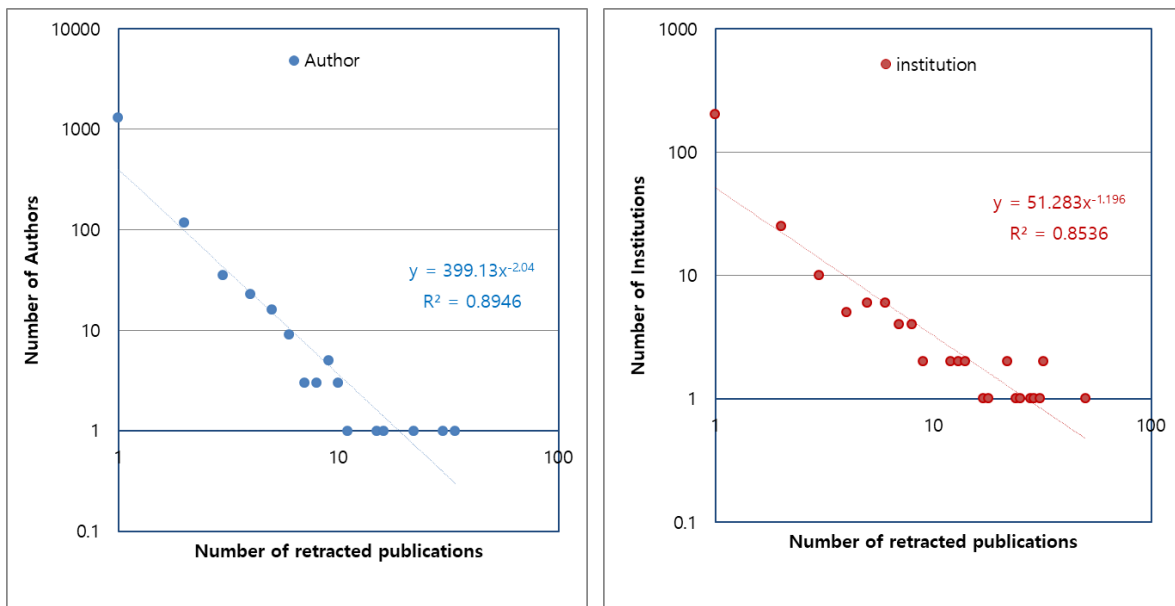 10000
1000
100
10
1
0.1
1
10
100
Number of Authors
Author
y = 399.13x-2.04
R² = 0.8946
Number of retracted publications
1000
100
10
1
0.1
1
10
100
Number of Institutions
institution
y = 51.283x-1.196
R² = 0.8536
Number of retracted publications